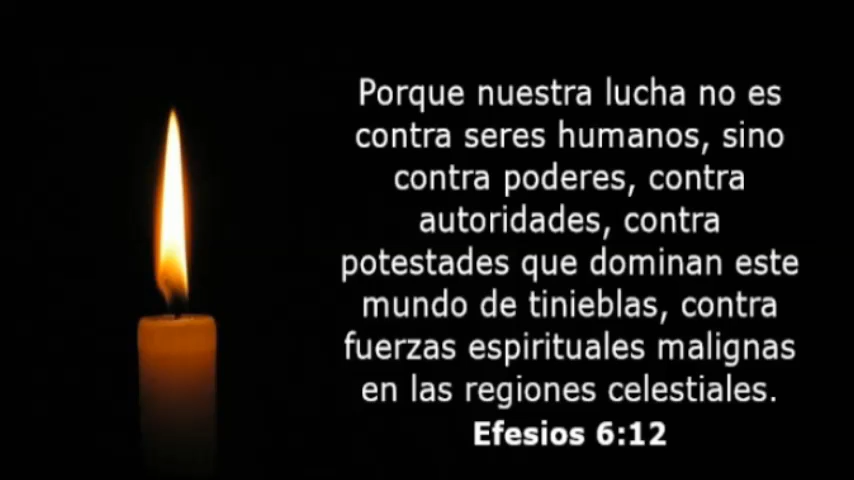 Porque nuestra lucha no es
contra seres humanos, sino
contra poderes, contra
autoridades, contra
potestades que dominan este
mundo de tinieblas, contra
fuerzas espirituales malignas
en las regiones celestiales.
Efesios 6:12